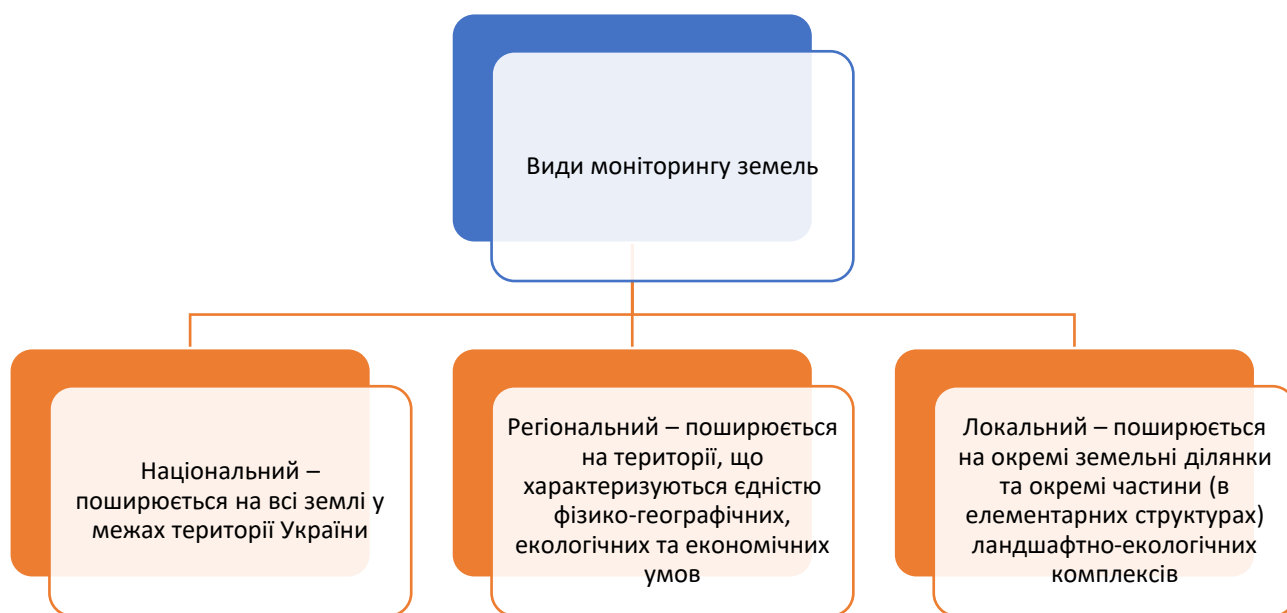 Види моніторингу земель
Національний –
поширюється на всі землі у
межах території України
Регіональний – поширюється
на території, що
характеризуються єдністю
фізико-географічних,
екологічних та економічних
умов
Локальний – поширюється
на окремі земельні ділянки
та окремі частини (в
елементарних структурах)
ландшафтно-екологічних
комплексів